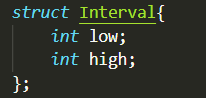 struct Interval{
    int low;
    int high;
};